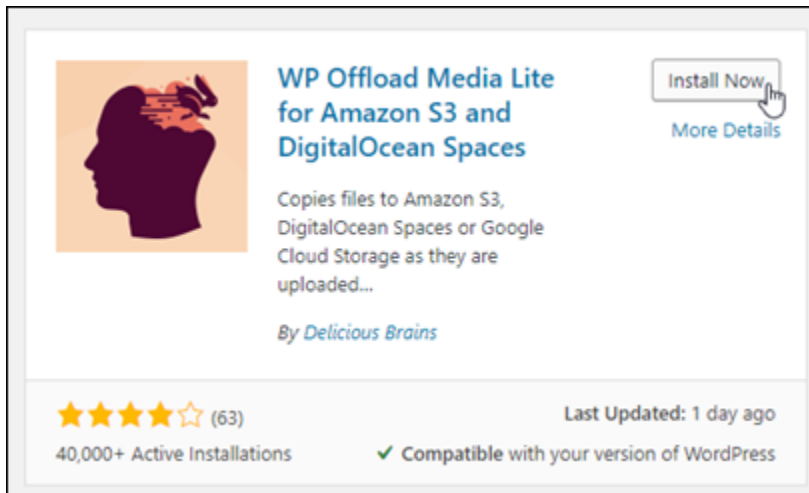 WP Offload Media Lite
for Amazon S3 and
DigitalOcean Spaces
Install Now
More Details
Copies files to Amazon S3,
DigitalOcean Spaces or Google
Cloud Storage as they are
uploaded...
By Delicious Brains
(63)
Last Updated: 1 day ago
40,000+ Active Installations
Compatible with your version of WordPress